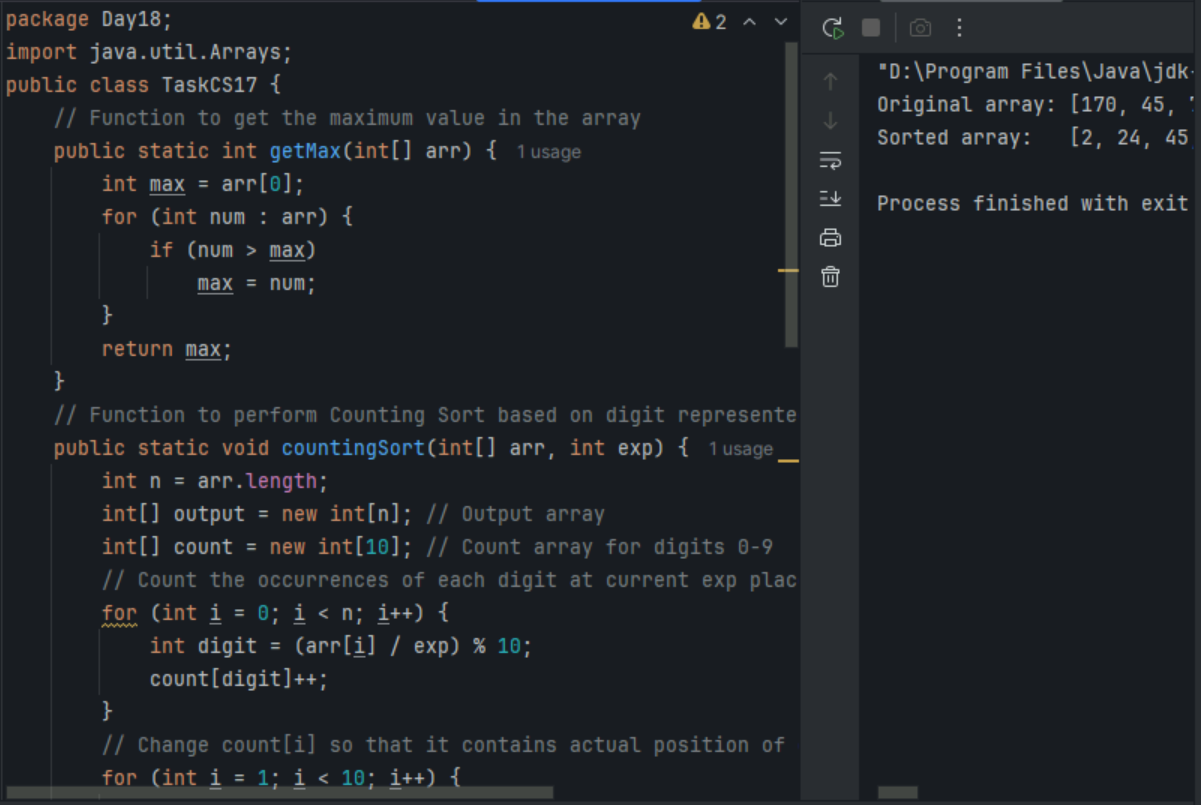 package Day18;
import java.util.Arrays;
public class TaskCS17 {
    // Function to get the maximum value in the array
    public static int getMax(int[] arr) {  1 usage
        int max = arr[0];
        for (int num : arr) {
            if (num > max)
                max = num;
        }
        return max;
    }
    // Function to perform Counting Sort based on digit represente
    public static void countingSort(int[] arr, int exp) {  1 usage
        int n = arr.length;
        int[] output = new int[n]; // Output array
        int[] count = new int[10]; // Count array for digits 0-9
        // Count the occurrences of each digit at current exp plac
        for (int i = 0; i < n; i++) {
            int digit = (arr[i] / exp) % 10;
            count[digit]++;
        }
        // Change count[i] so that it contains actual position of
        for (int i = 1; i < 10; i++) {
2
"D:\Program Files\Java\jdk-
Original array: [170, 45,
Sorted array:   [2, 24, 45,
Process finished with exit